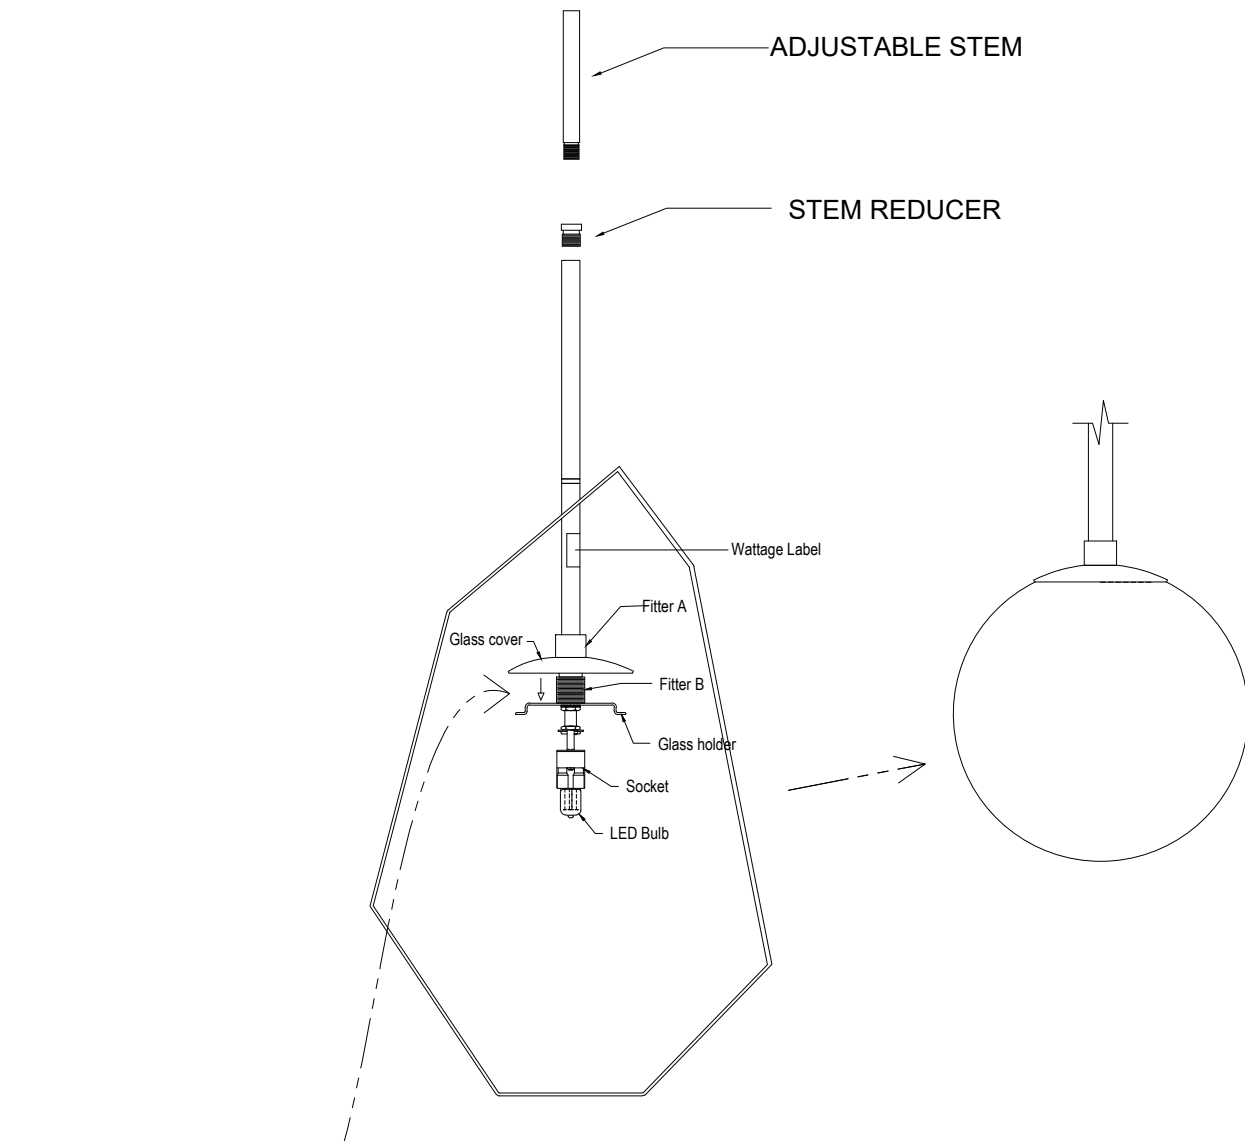 ADJUSTABLE STEM
STEM REDUCER
Wattage Label
Fitter A
Glass cover
Fitter B
Glass holder
Socket
LED Bulb